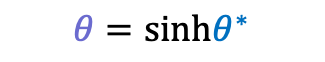 θ = sinhθ*